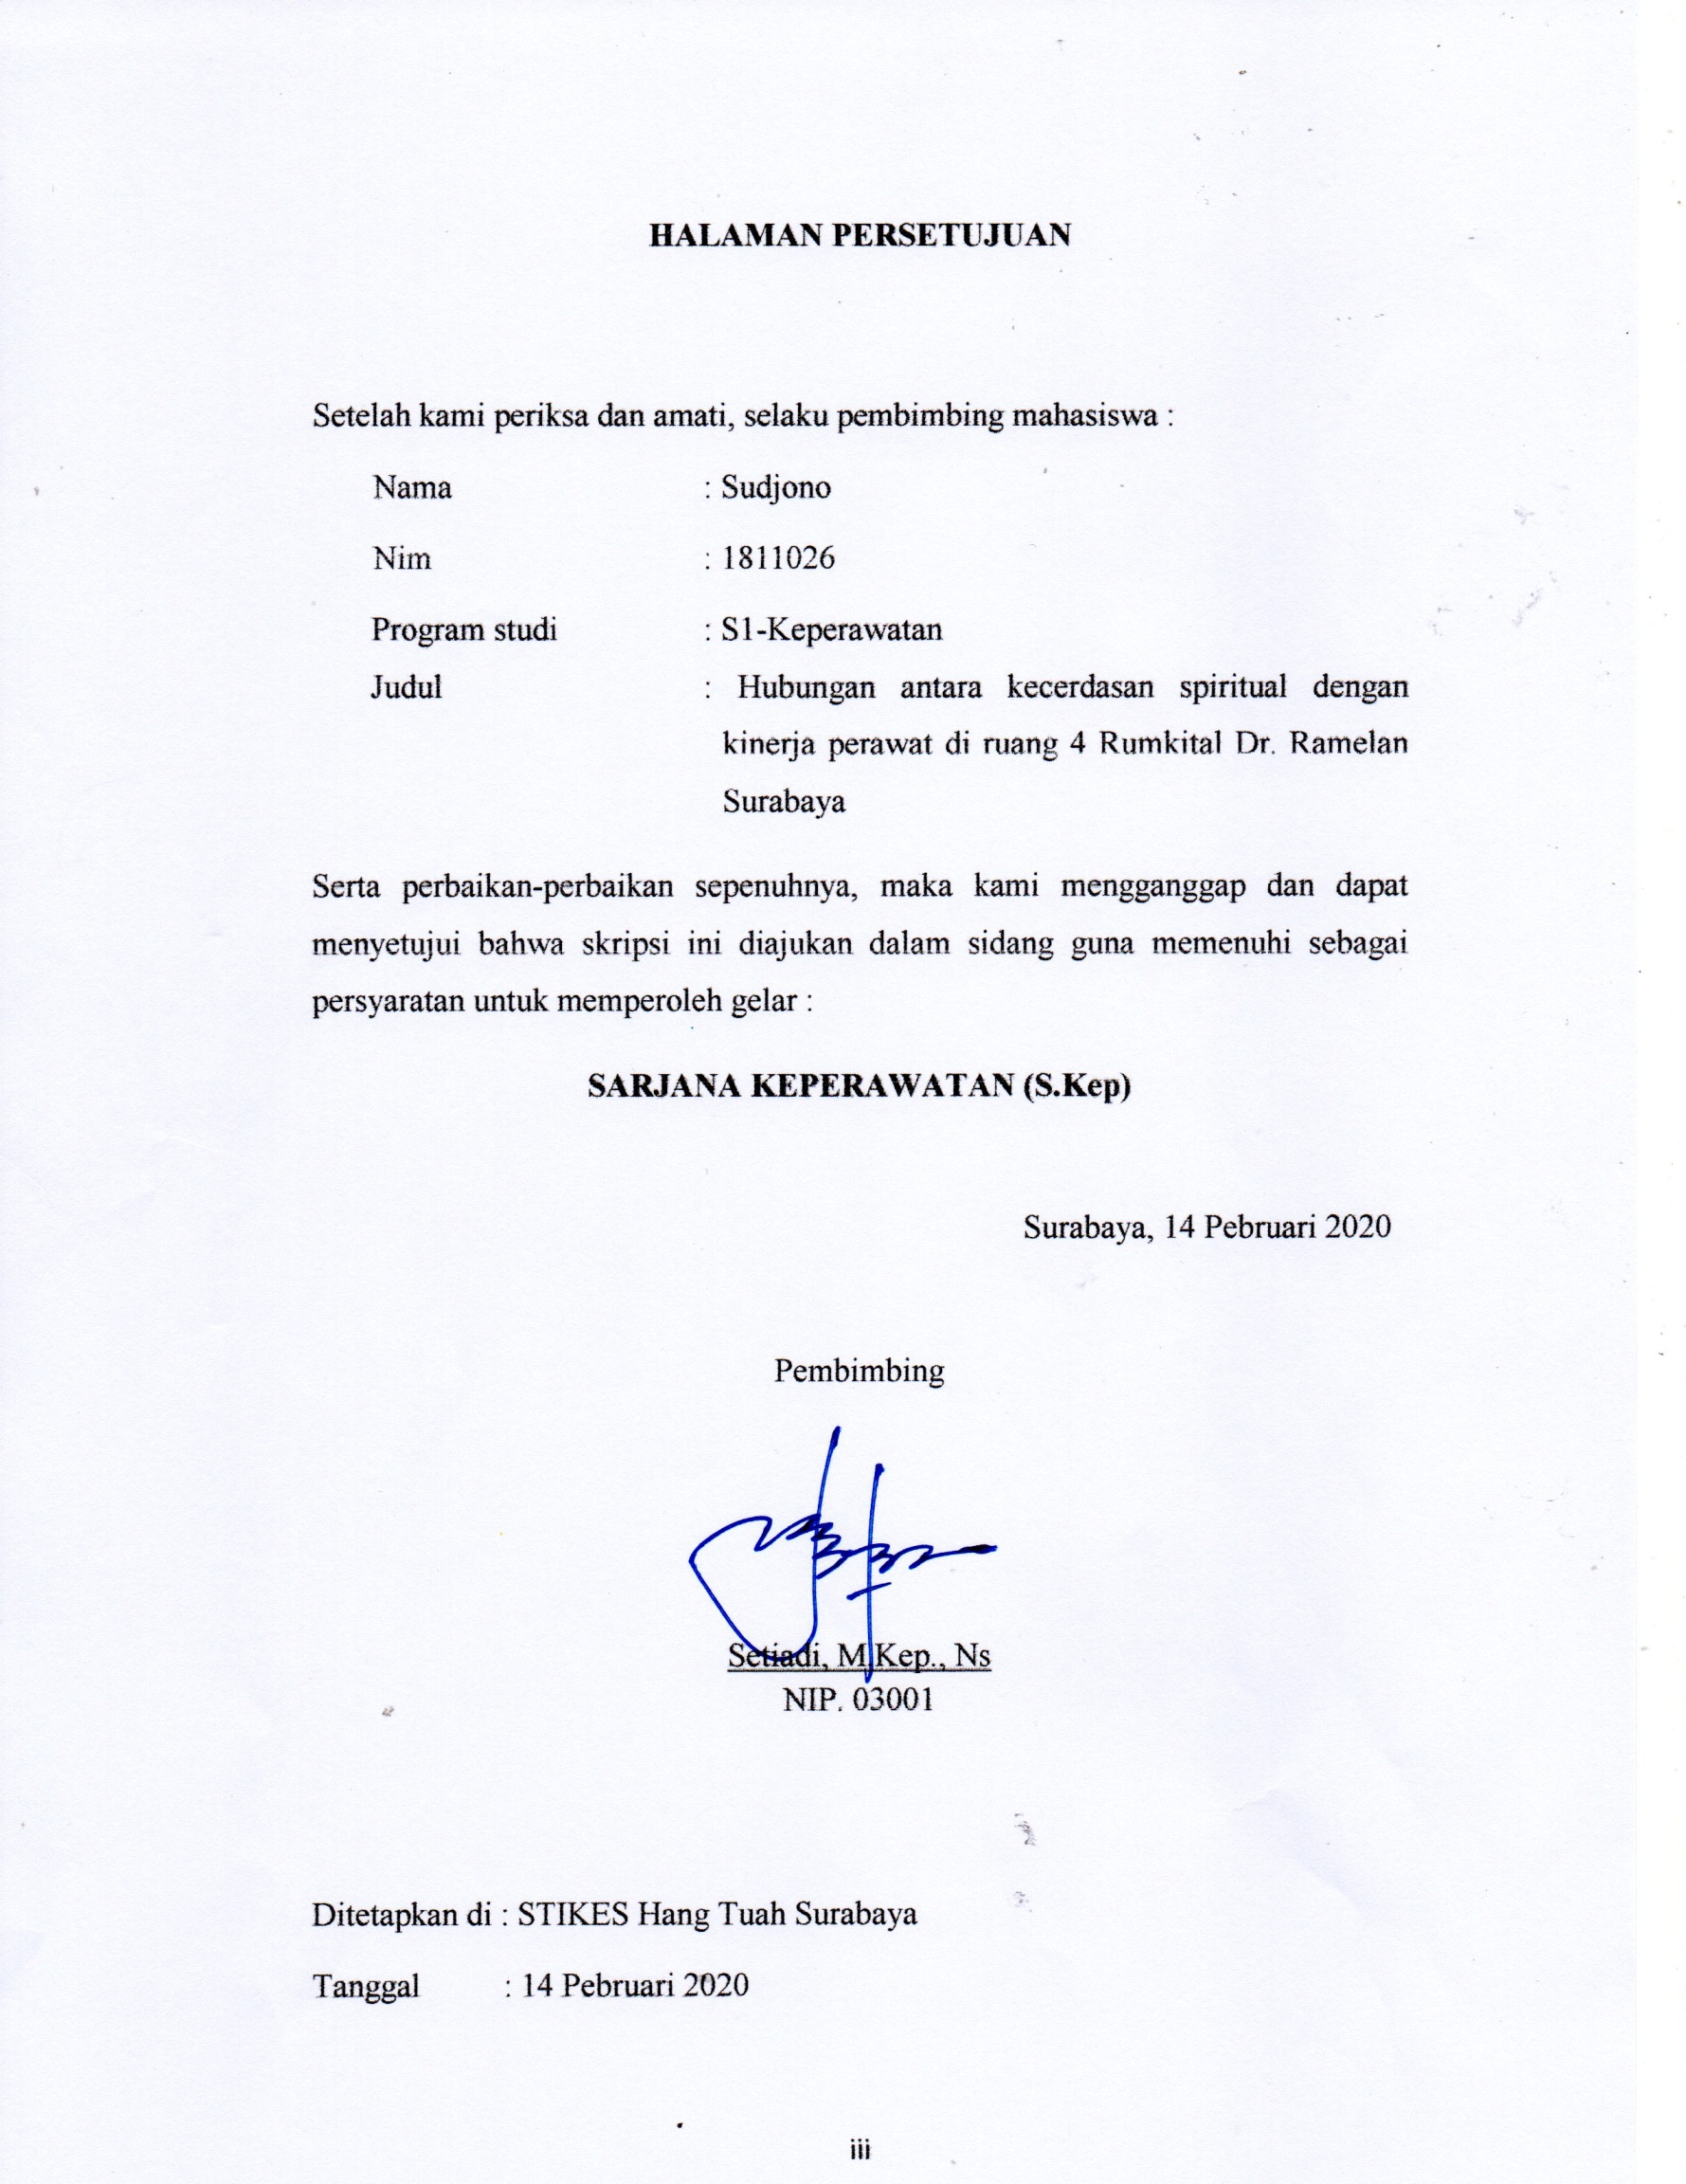 HALAMAN PERSETUJUAN
Setelah kami periksa dan amati, selaku pembimbing mahasiswa :
Nama : Sudjono
Nim : 1811026
Program studi : S1-Keperawatan
Judul : Hubungan antara kecerdasan spiritual dengan
kinerja perawat di ruang 4 Rumkital Dr. Ramelan
Surabaya
Serta perbaikan-perbaikan sepenuhnya, maka kami mengganggap dan dapat
menyetujui bahwa skripsi ini diajukan dalam sidang guna memenuhi sebagai
persyaratan untuk memperoleh gelar :
SARJANA KEPERAWATAN (S.Kep)
Surabaya, 14 Pebruari 2020
Pembimbing
Setiadi, M.Kep., Ns
NIP. 03001
Ditetapkan di : STIKES Hang Tuah Surabaya
Tanggal : 14 Pebruari 2020
iii